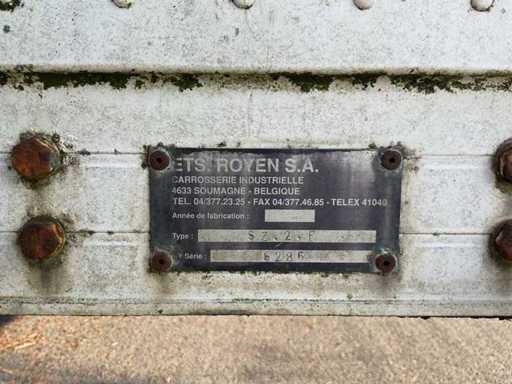 ETS. ROYEN S.A.
CARROSSERIE INDUSTRIELLE
4633 SOUMAGNE - BELGIQUE
TEL. 04/377.23.25 - FAX 04/377.46.85 - TELEX 41040
Année de fabrication :
Type :
Série : 6286